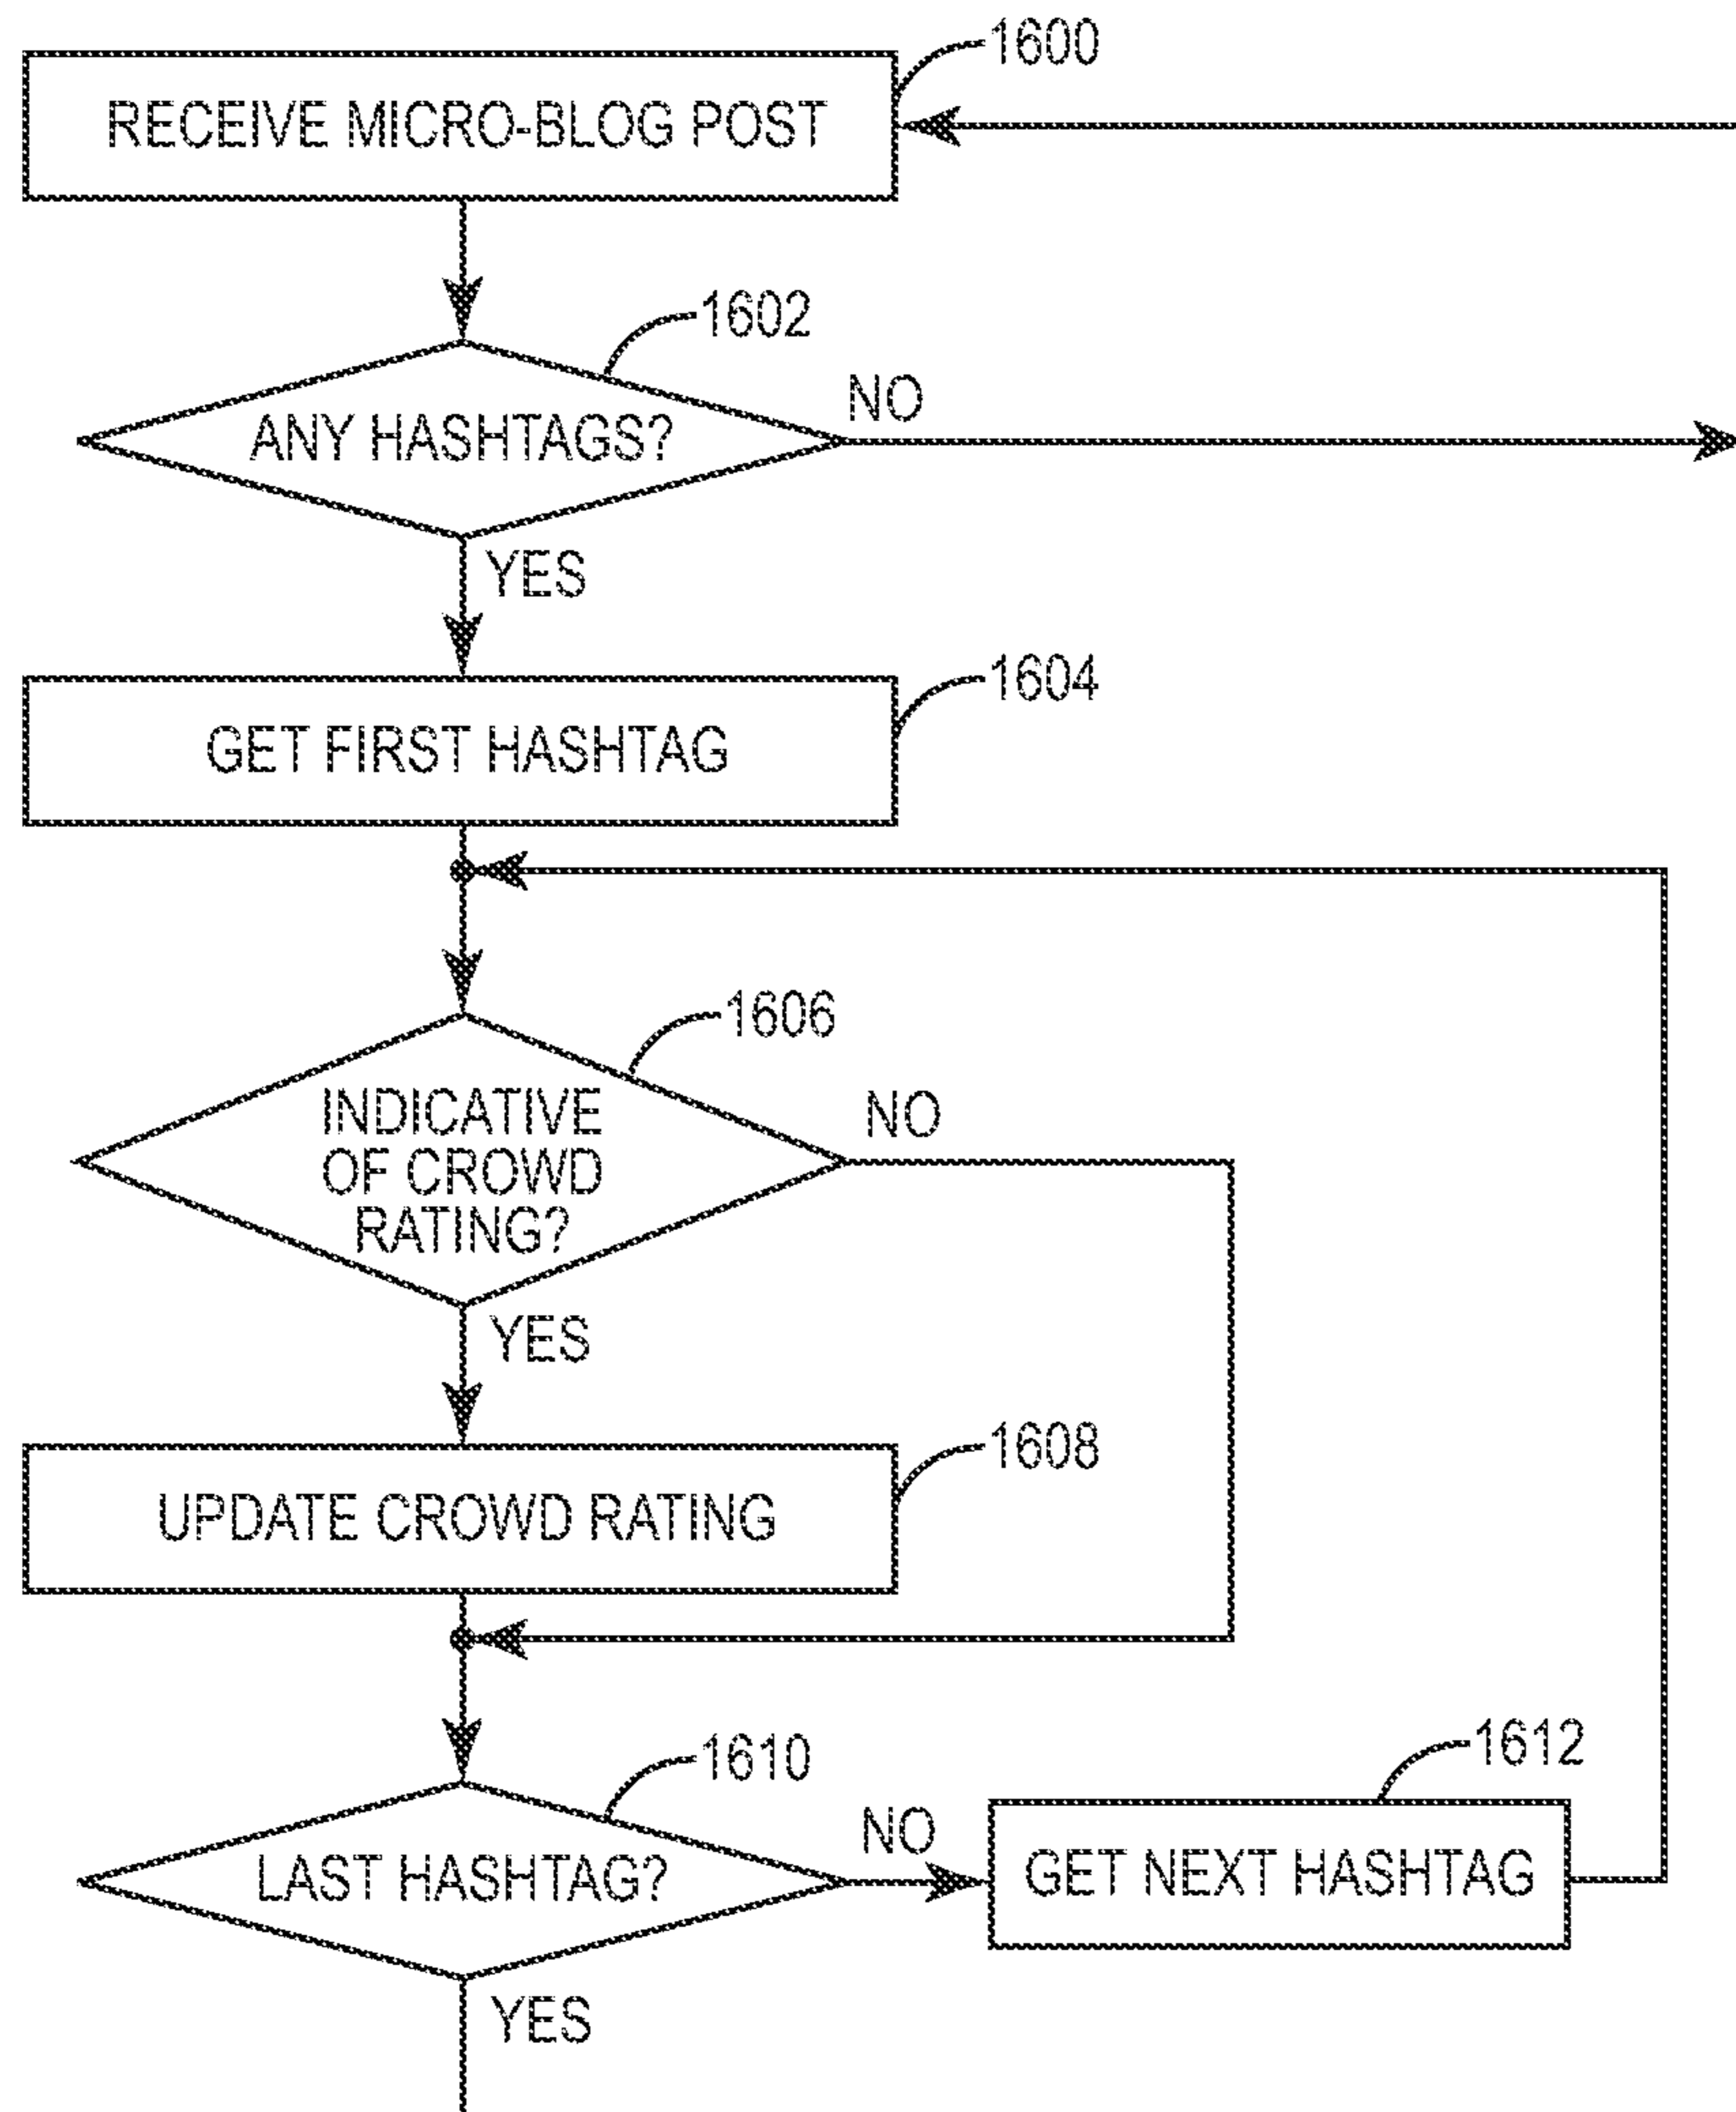 1600
RECEIVE MICRO-BLOG POST
1602
NO
ANY HASHTAGS?
YES
1604
GET FIRST HASHTAG
1606
NO
INDICATIVE
OF CROWD
RATING?
YES
1608
UPDATE CROWD RATING
1610
1612
NO
LAST HASHTAG?
GET NEXT HASHTAG
YES